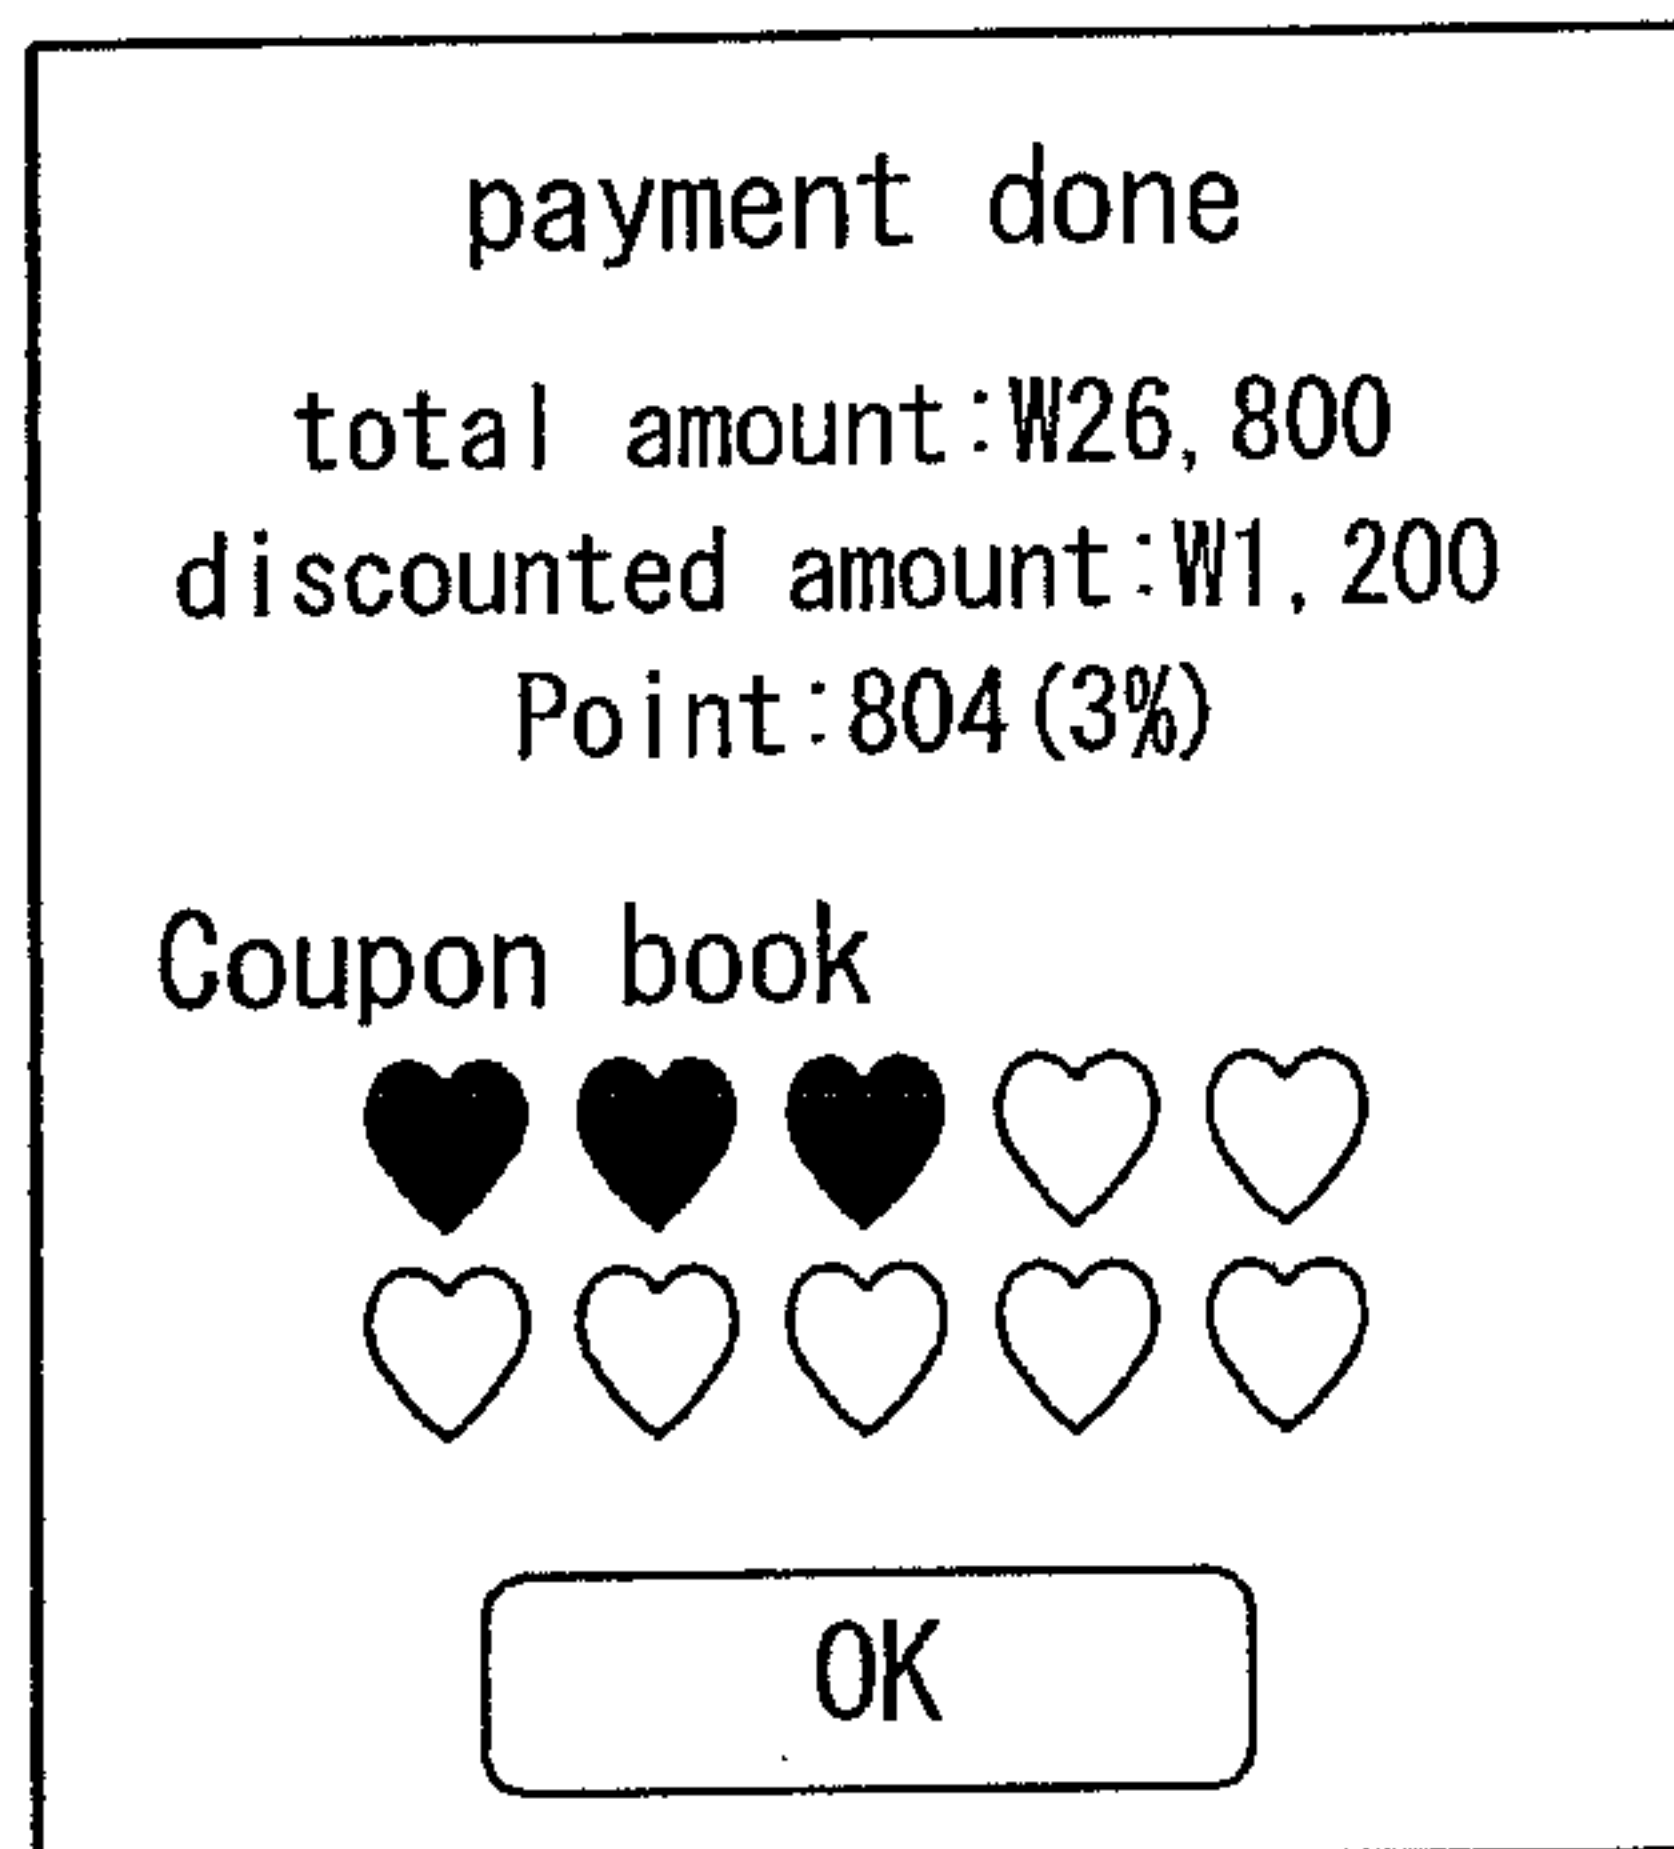 payment done
total amount:W26,800
discounted amount:W1,200
Point:804(3%)
Coupon book
OK